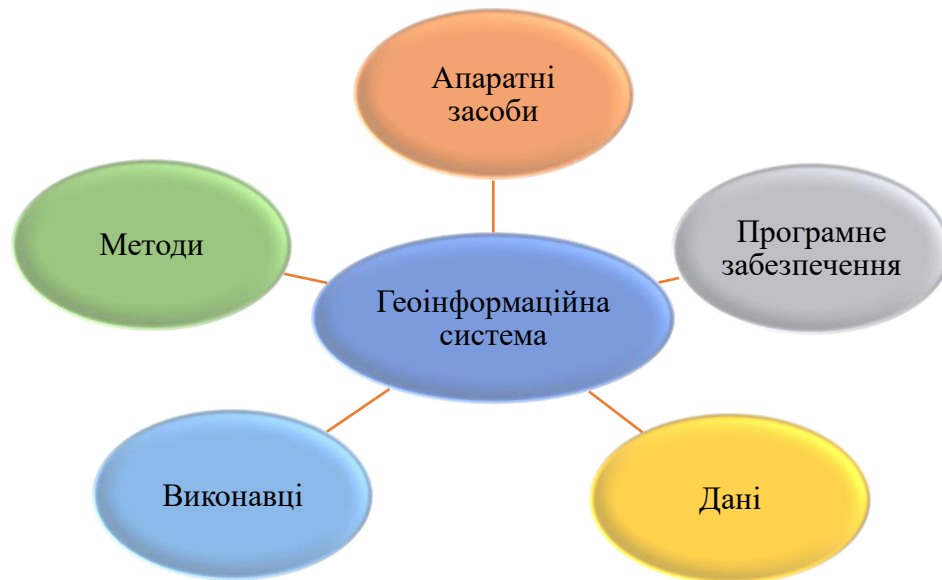 Апаратні
засоби
Методи
Програмне
забезпечення
Геоінформаційна
система
Виконавці
Дані